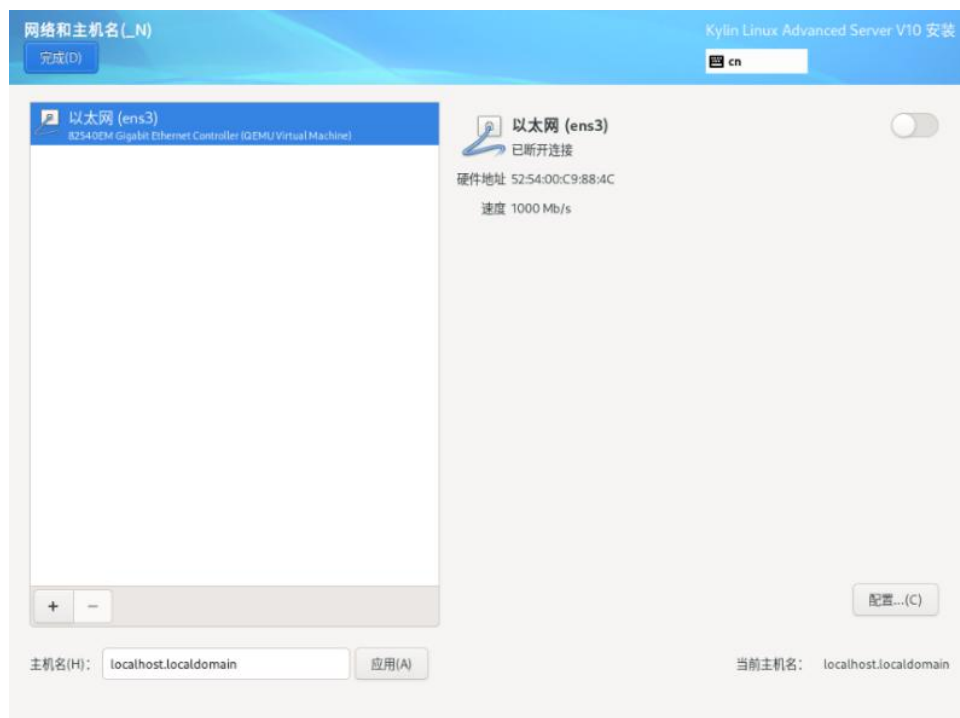 网络和主机名(_N)
完成(D)
Kylin Linux Advanced Server V10 安装
cn
以太网 (ens3)
82540EM Gigabit Ethernet Controller (QEMU Virtual Machine)
以太网 (ens3)
已断开连接
硬件地址 52:54:00:C9:88:4C
速度 1000 Mb/s
+ −
配置...(C)
主机名(H): localhost.localdomain 应用(A)
当前主机名: localhost.localdomain